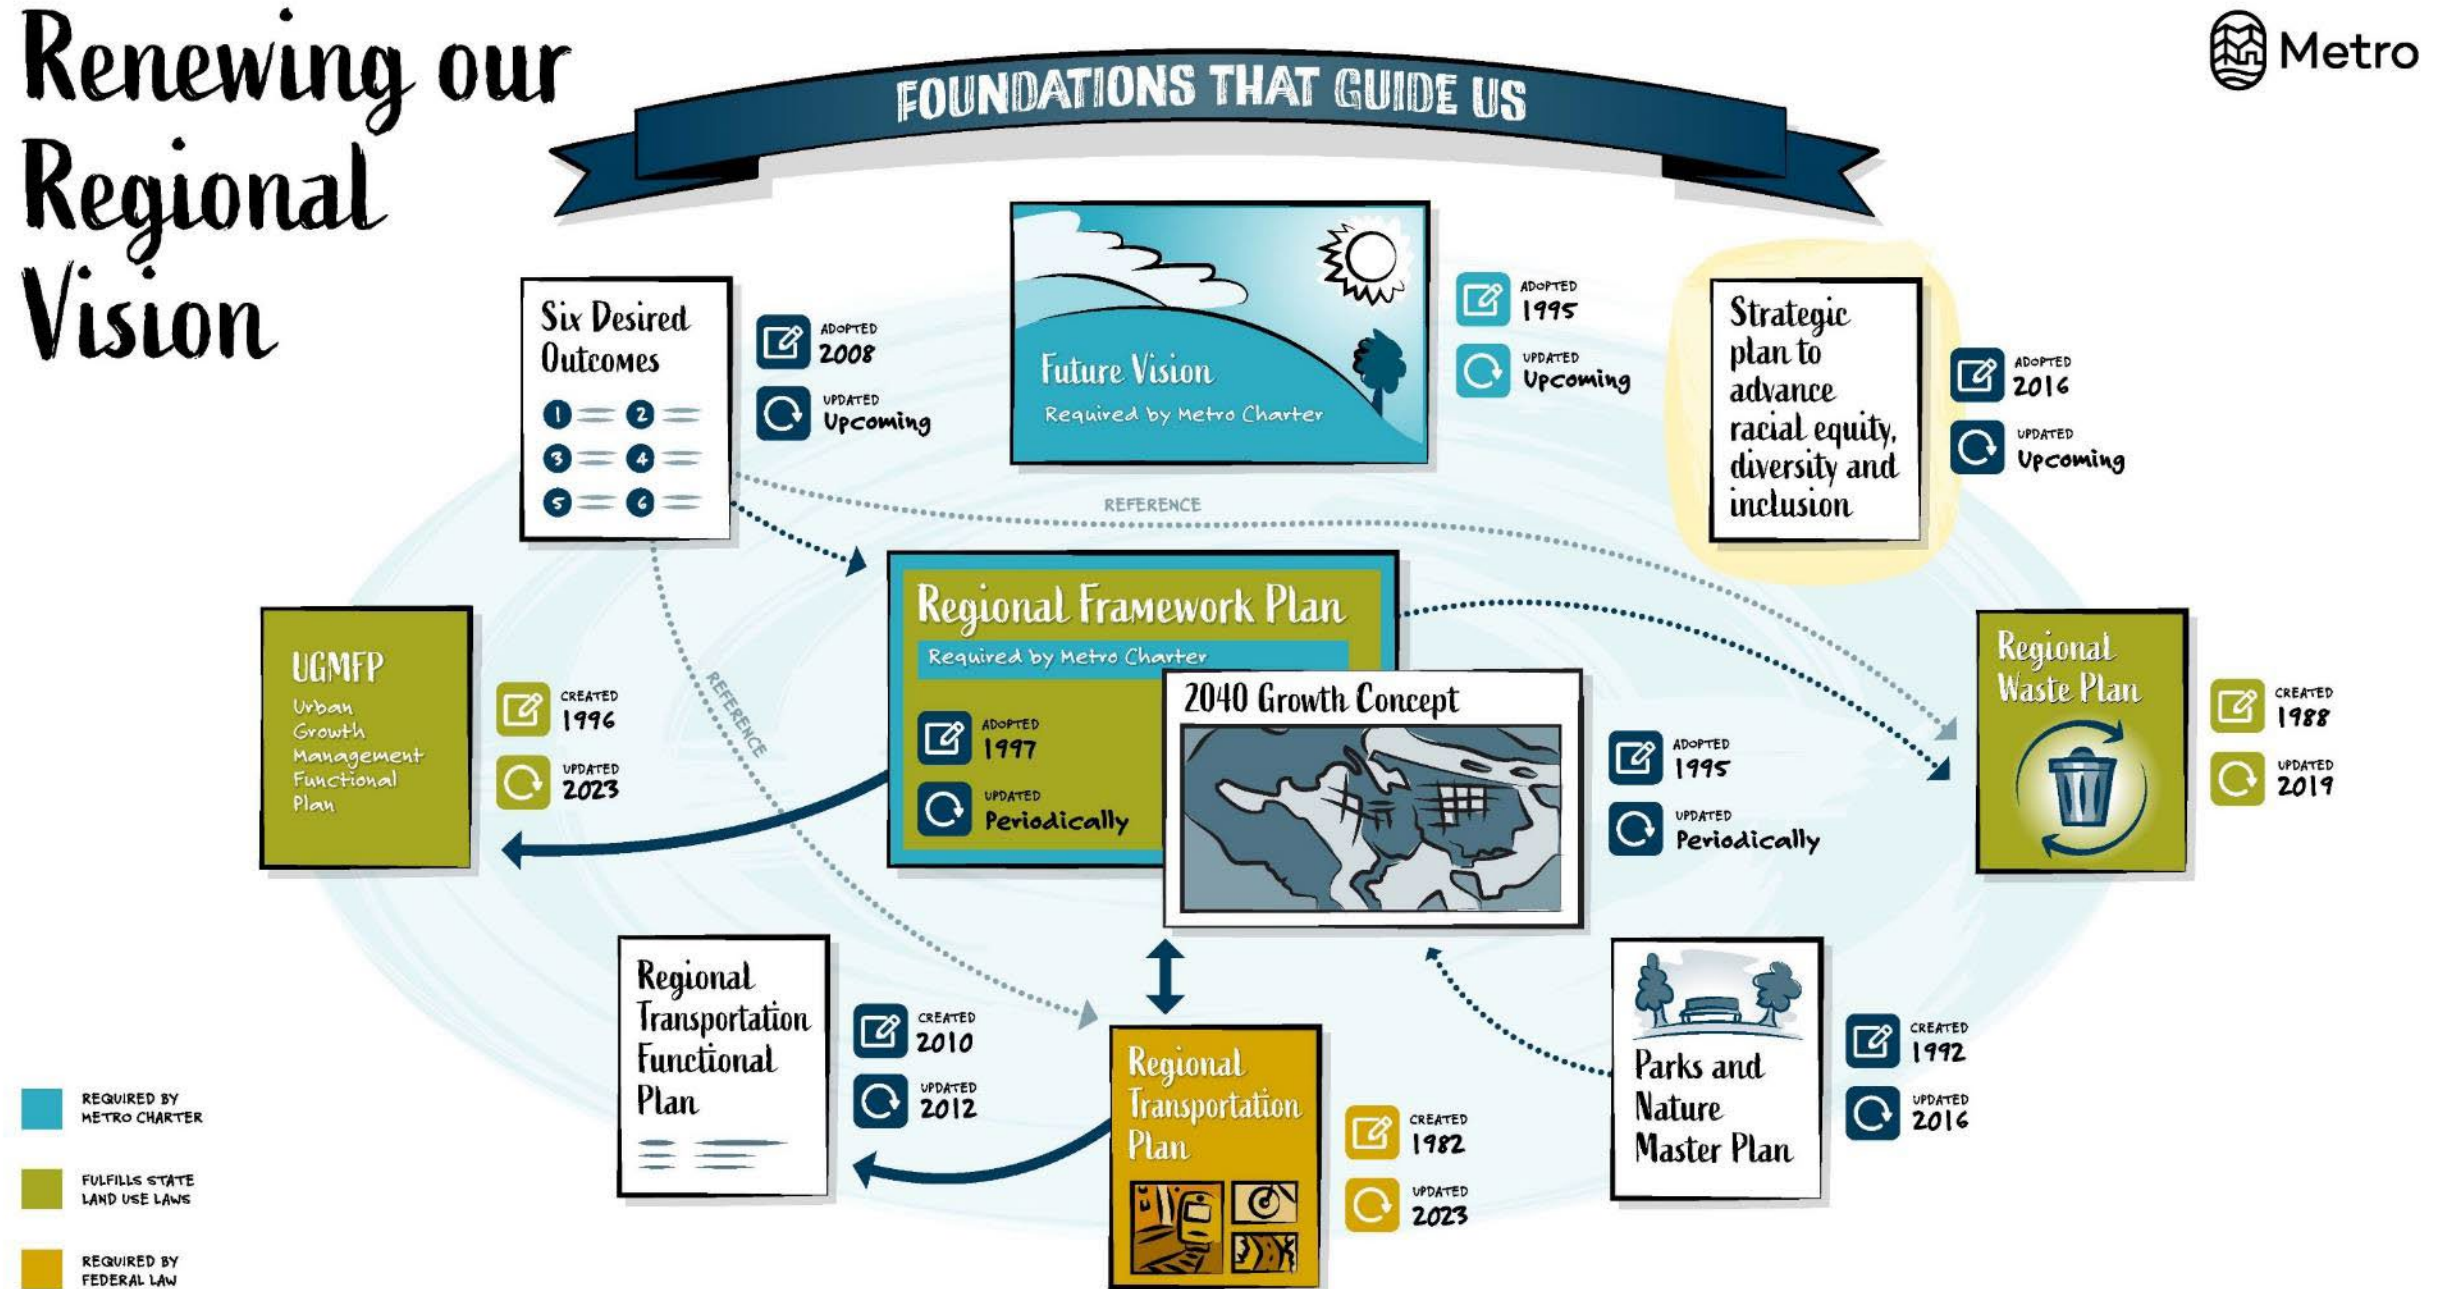 Renewing our
Regional
Vision
FOUNDATIONS THAT GUIDE US
Metro
Six Desired
Outcomes
1 2
3 4
5 6
ADOPTED
2008
UPDATED
Upcoming
Future Vision
Required by Metro Charter
ADOPTED
1995
UPDATED
Upcoming
Strategic
plan to
advance
racial equity,
diversity and
inclusion
ADOPTED
2016
UPDATED
Upcoming
REFERENCE
REFERENCE
UGMFP
Urban
Growth
Management
Functional
Plan
CREATED
1996
UPDATED
2023
Regional Framework Plan
Required by Metro Charter
ADOPTED
1997
UPDATED
Periodically
2040 Growth Concept
ADOPTED
1995
UPDATED
Periodically
Regional
Waste Plan
CREATED
1988
UPDATED
2019
Regional
Transportation
Functional
Plan
CREATED
2010
UPDATED
2012
Regional
Transportation
Plan
CREATED
1982
UPDATED
2023
Parks and
Nature
Master Plan
CREATED
1992
UPDATED
2016
REQUIRED BY
METRO CHARTER
FULFILLS STATE
LAND USE LAWS
REQUIRED BY
FEDERAL LAW